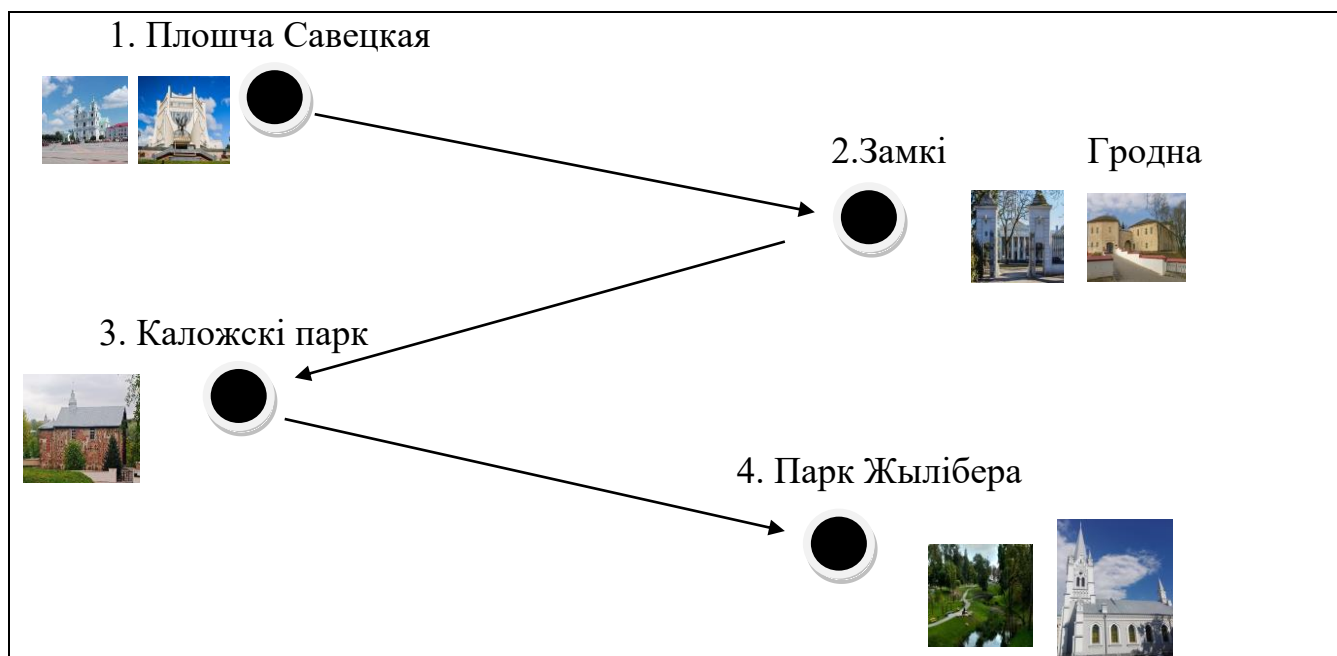 1. Плошча Савецкая
2.Замкі Гродна
3. Каложскі парк
4. Парк Жылібера